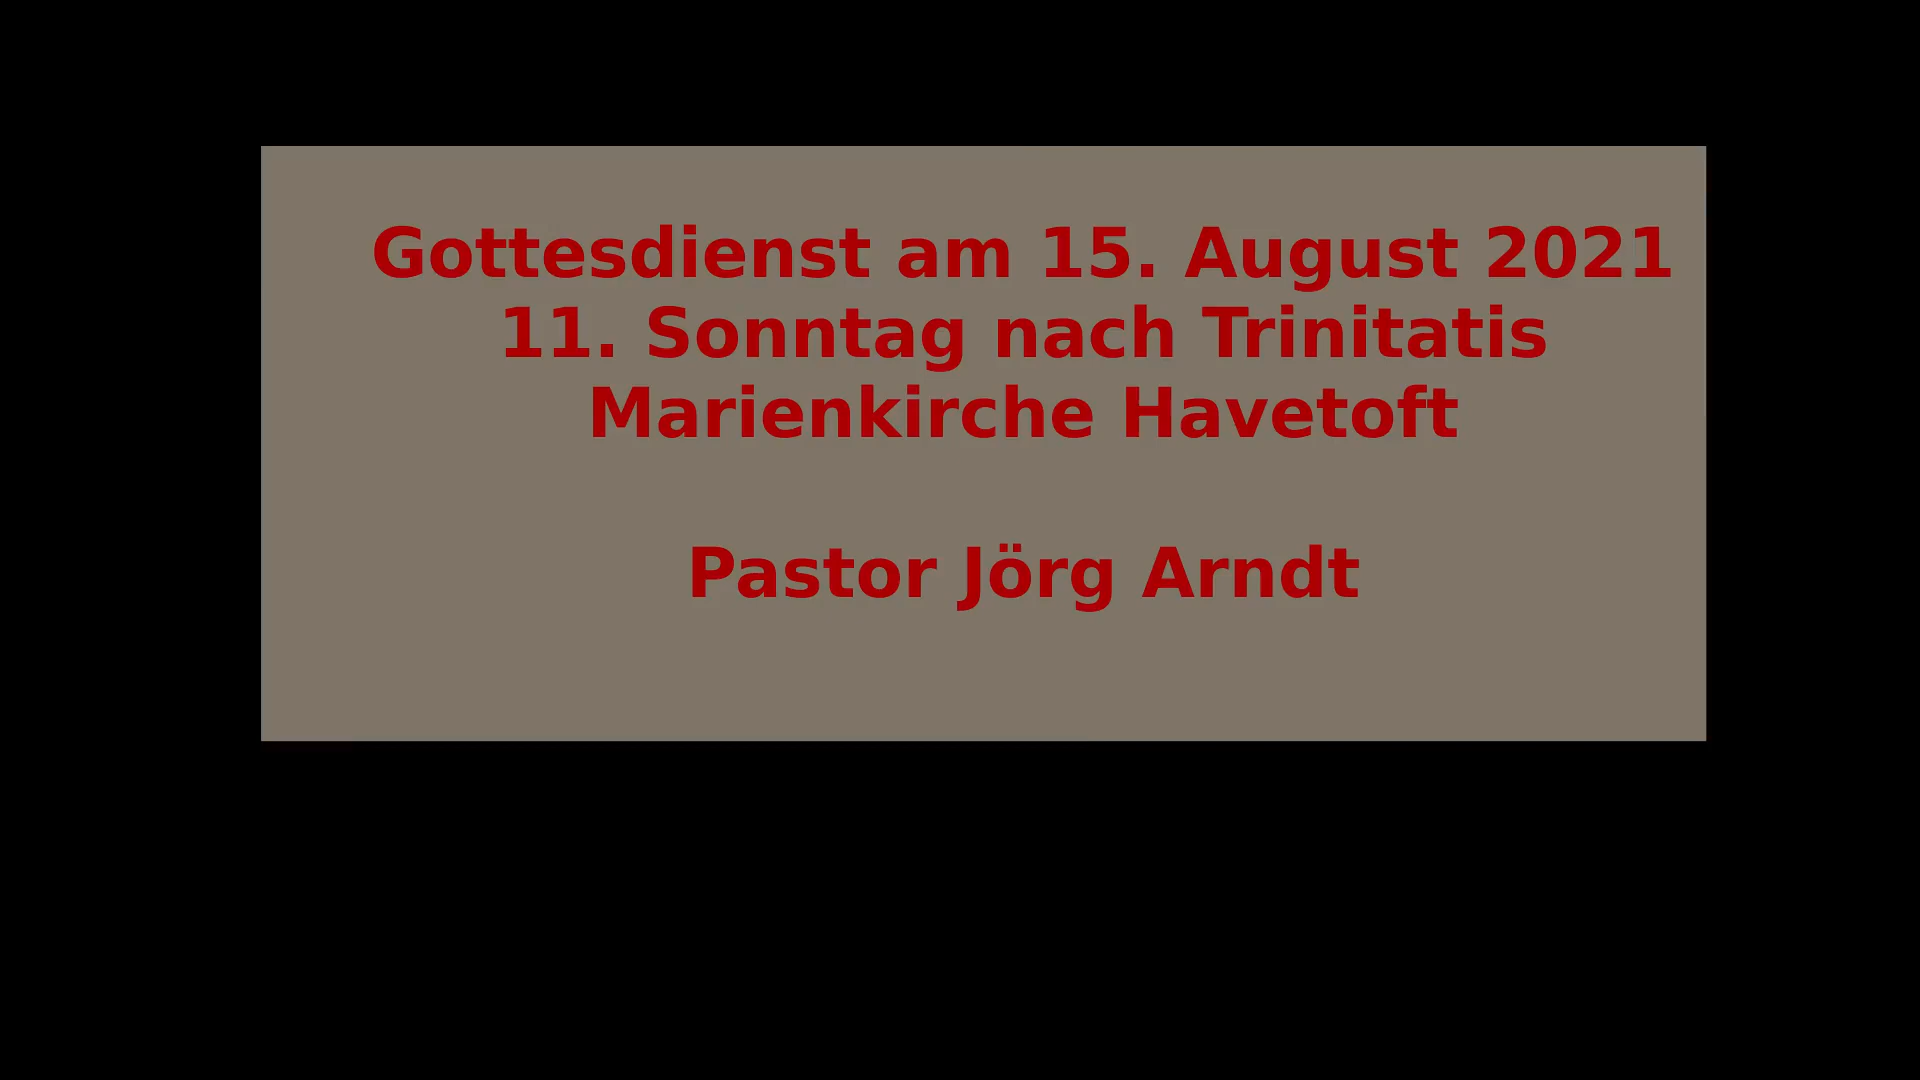 Gottesdienst am 15. August 2021
11. Sonntag nach Trinitatis
Marienkirche Havetoft
Pastor Jörg Arndt